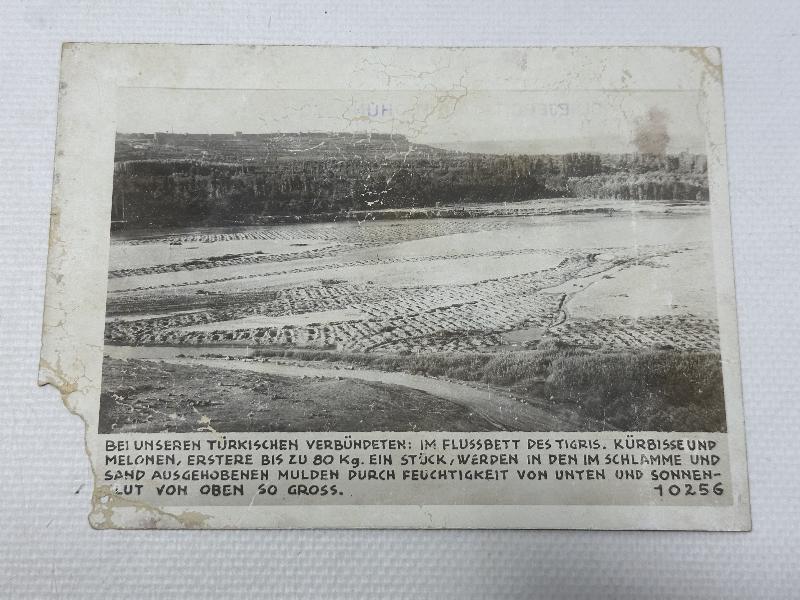 BEI UNSEREN TÜRKISCHEN VERBÜNDETEN: IM FLUSSBETT DES TIGRIS. KÜRBISSE UND
MELONEN, ERSTERE BIS ZU 80 Kg. EIN STÜCK, WERDEN IN DEN IM SCHLAMME UND
SAND AUSGEHOBENEN MULDEN DURCH FEUCHTIGKEIT VON UNTEN UND SONNEN-
LUT VON OBEN SO GROSS. 10256